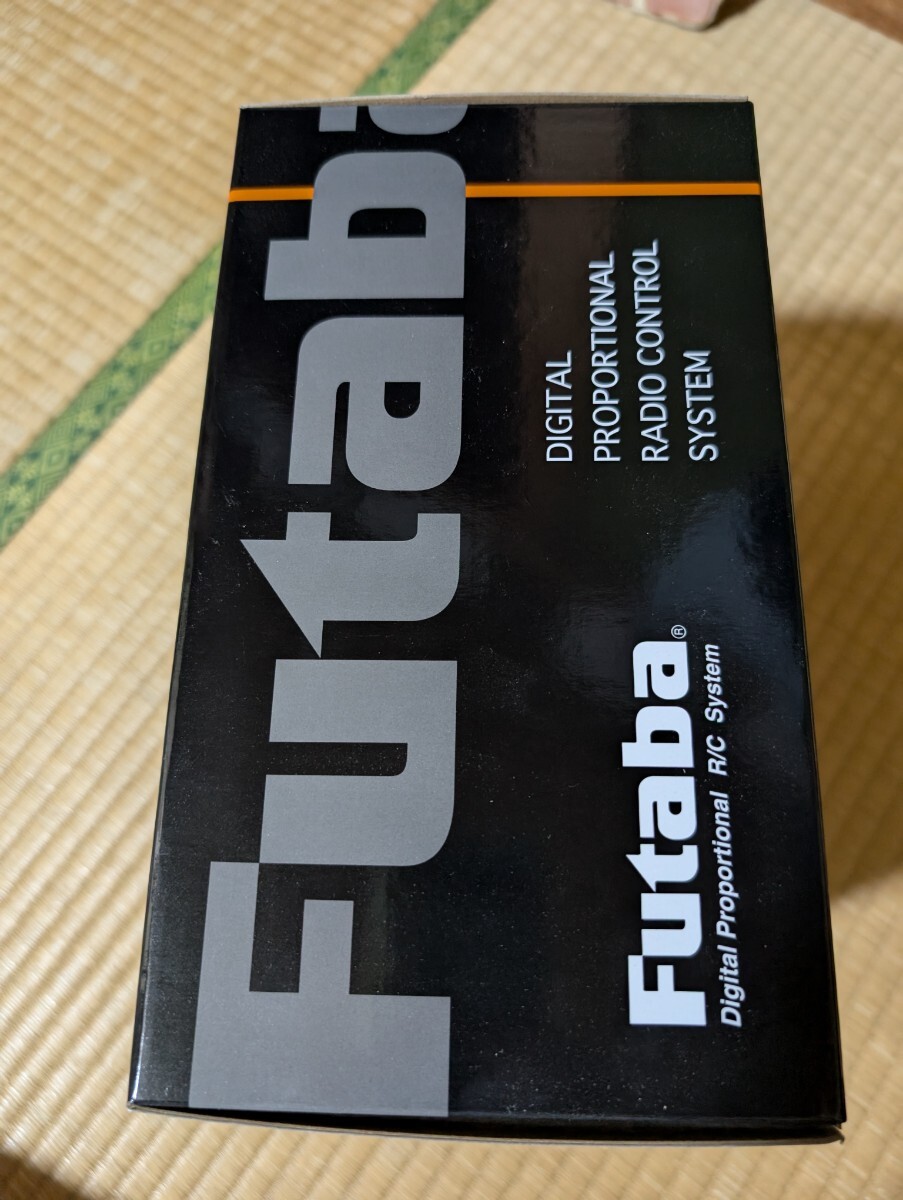 Futaba
DIGITAL
PROPORTIONAL
RADIO CONTROL
SYSTEM
Futaba®
Digital Proportional R/C System